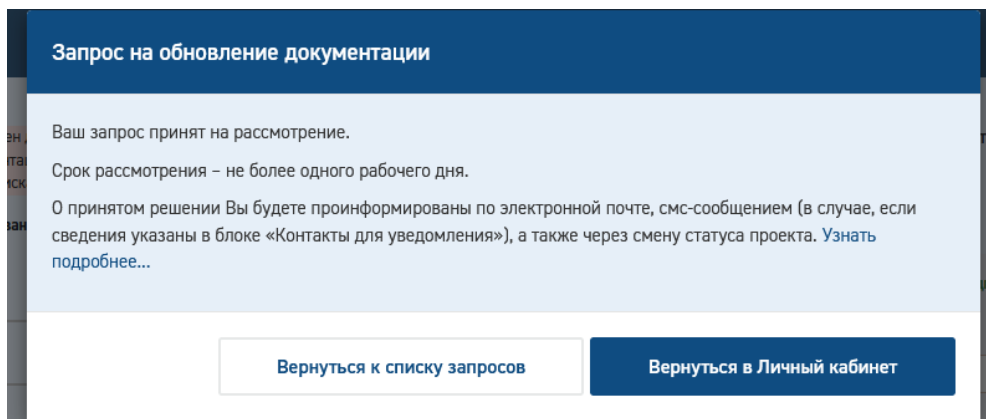 Запрос на обновление документации
Ваш запрос принят на рассмотрение.
Срок рассмотрения – не более одного рабочего дня.
О принятом решении Вы будете проинформированы по электронной почте, смс-сообщением (в случае, если
сведения указаны в блоке «Контакты для уведомления»), а также через смену статуса проекта. Узнать
подробнее...
Вернуться к списку запросов
Вернуться в Личный кабинет